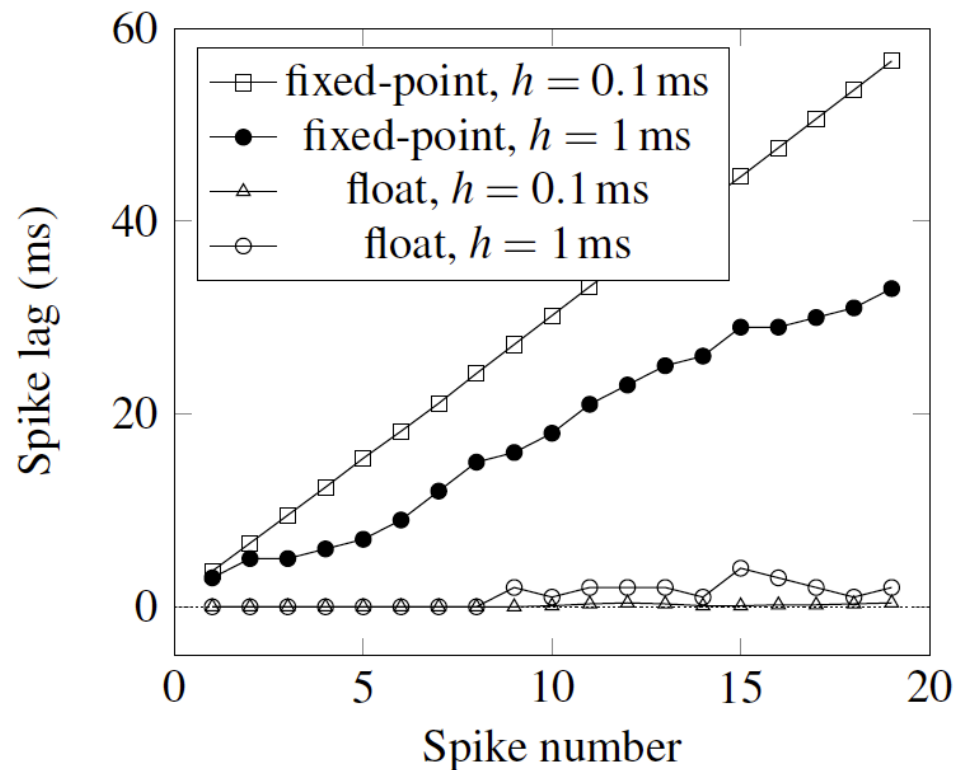 60
40
20
0
Spike lag (ms)
fixed-point, h = 0.1 ms
fixed-point, h = 1 ms
float, h = 0.1 ms
float, h = 1 ms
0 5 10 15 20
Spike number